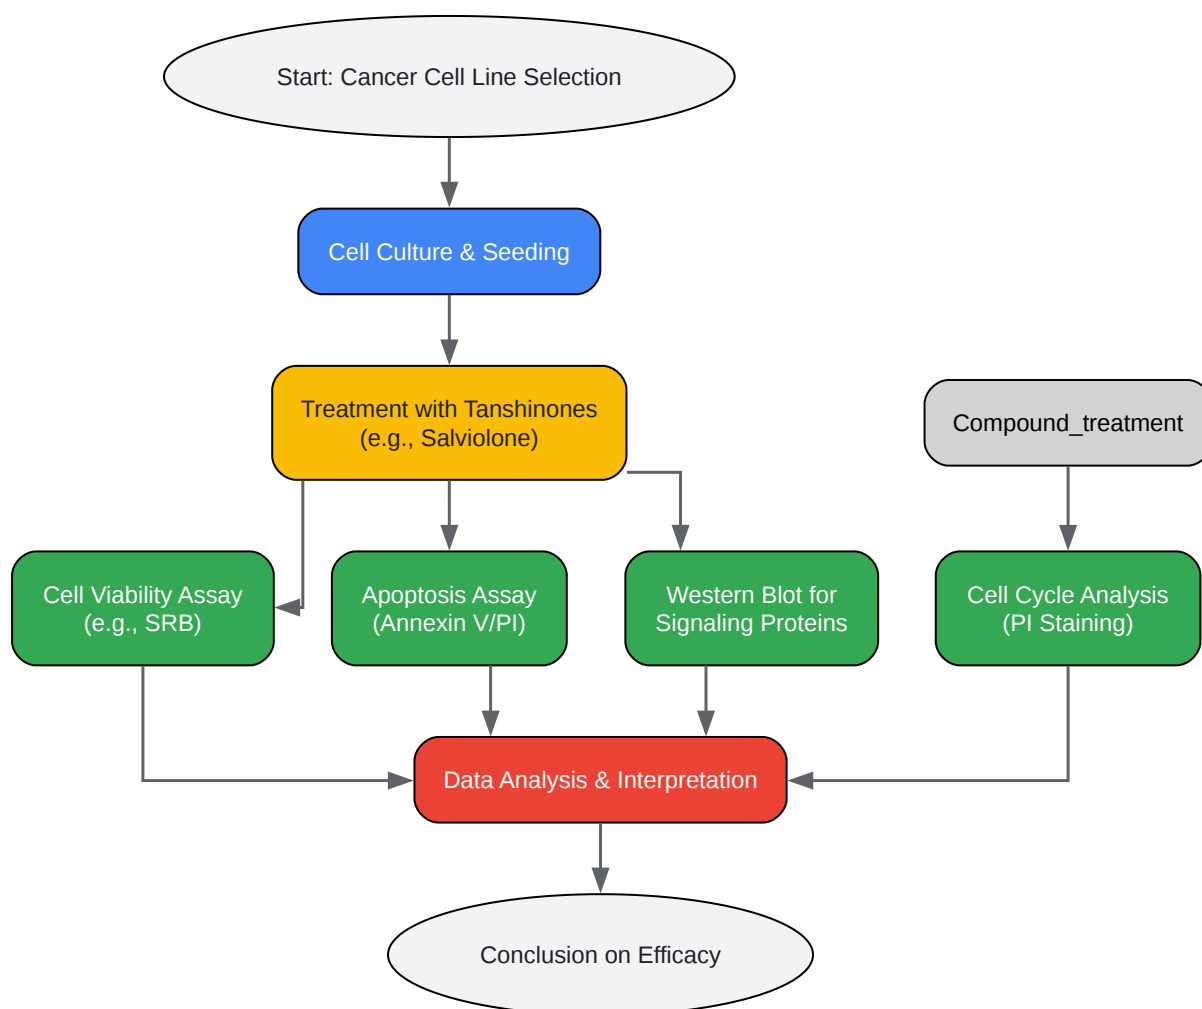 Start: Cancer Cell Line Selection
Cell Culture & Seeding
Treatment with Tanshinones
(e.g., Salviolone)
Compound_treatment
Cell Viability Assay
(e.g., SRB)
Apoptosis Assay
(Annexin V/PI)
Western Blot for
Signaling Proteins
Cell Cycle Analysis
(PI Staining)
Data Analysis & Interpretation
Conclusion on Efficacy